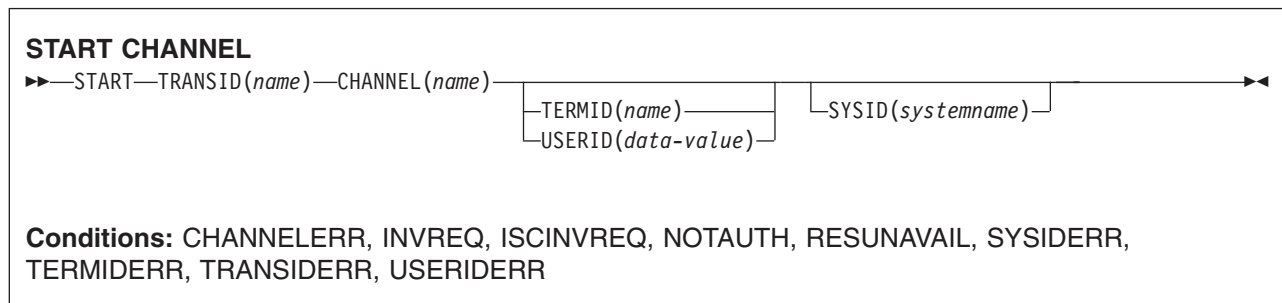 START CHANNEL
START TRANSID(name) CHANNEL(name)
TERMID(name)
USERID(data-value)
SYSID(systemname)
Conditions: CHANNELERR, INVREQ, ISCINVREQ, NOTAUTH, RESUNAVAIL, SYSIDERR,
TERMIDERR, TRANSIDERR, USERIDERR